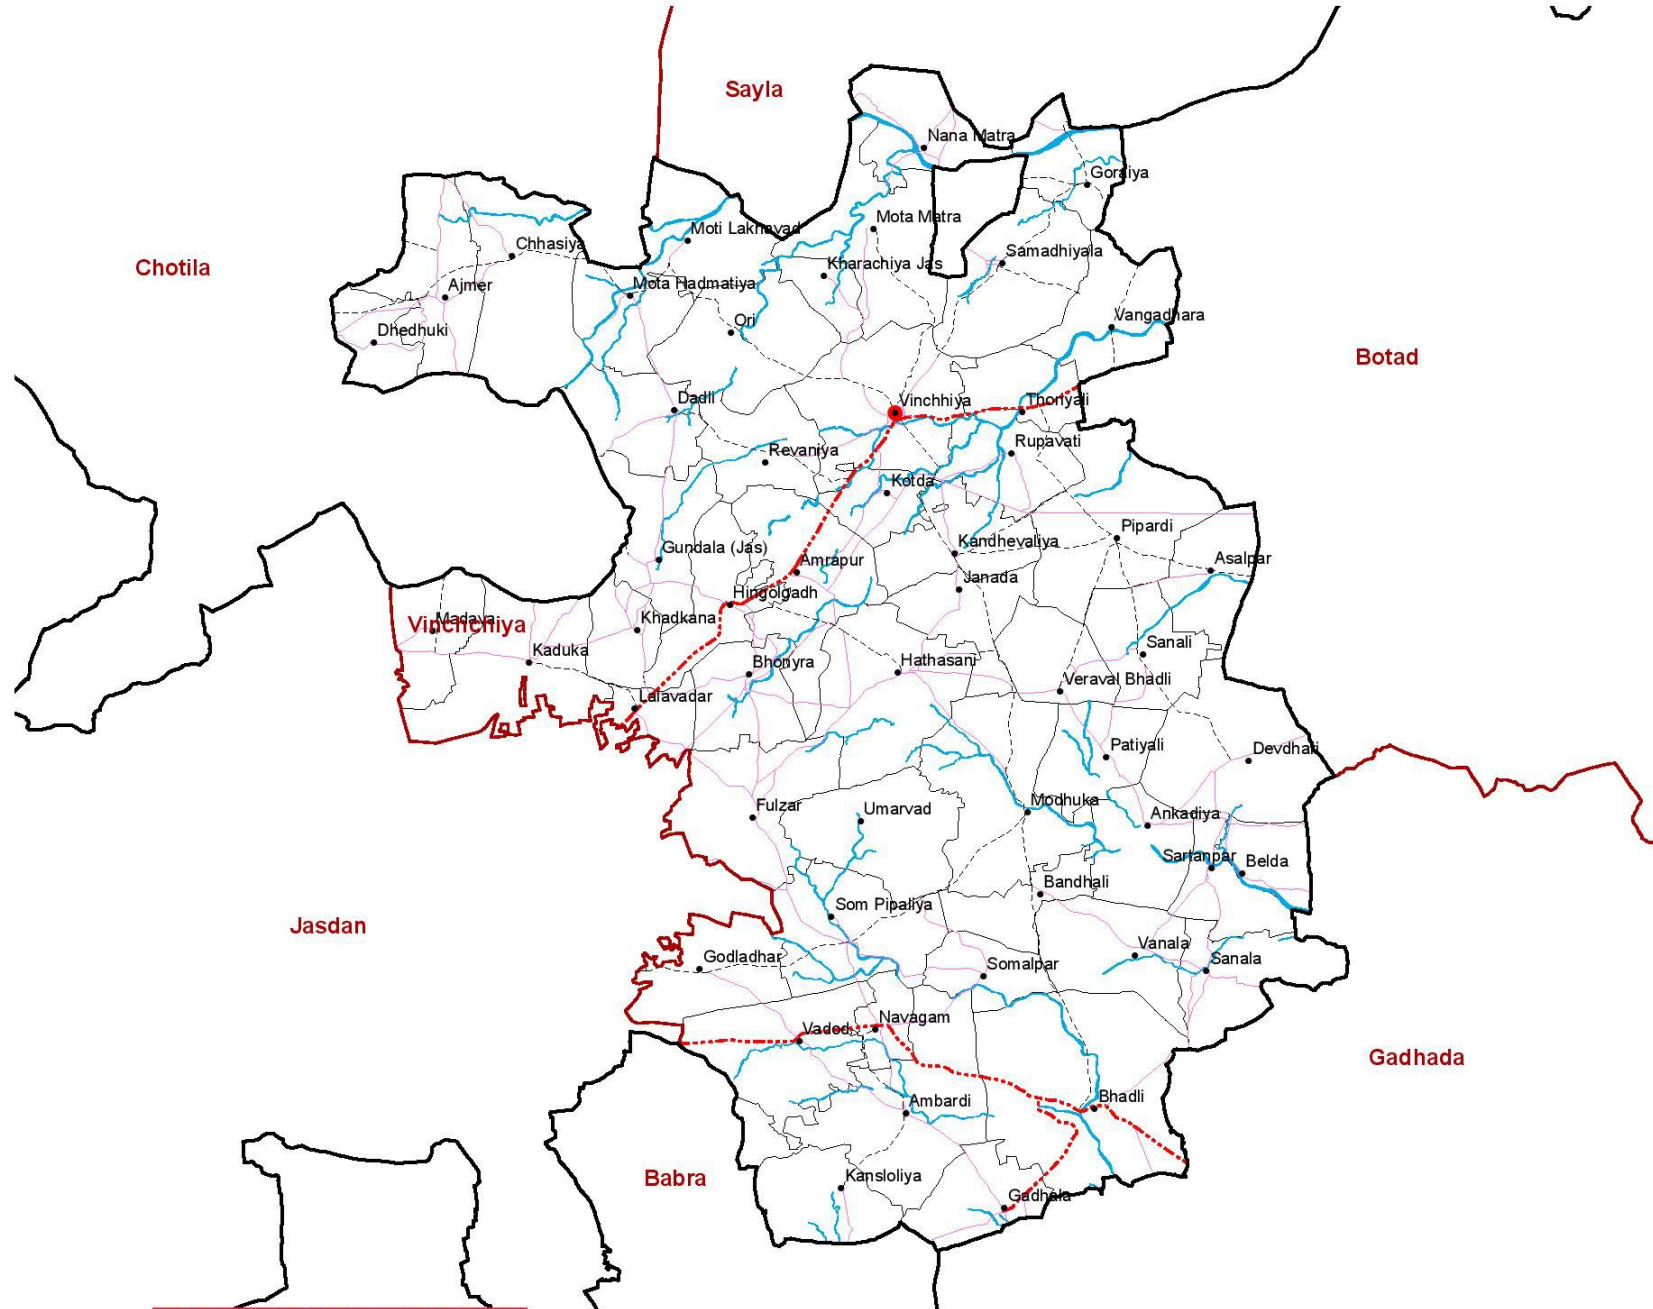 Sayla
Nana Matra
Goraiya
Mota Matra
Moti Lakhavad
Chhasiya
Samadhiyala
Chotila
Kharachiya Jas
Ajmer
Mota Hadmatiya
Ori
Vangadhara
Dhedhuki
Botad
Dadli
Vinchhiya
Thoriyali
Rupavati
Revaniya
Kotda
Pipardi
Gundala (Jas)
Kandhevaliya
Amrapur
Asalpar
Janada
Hingolgadh
Madava
Vinchchiya
Khadkana
Sanali
Kaduka
Bhonyra
Hathasani
Veraval Bhadli
Lalavadar
Patiyali
Devdhari
Fulzar
Umarvad
Modhuka
Ankadiya
Sartanpar
Belda
Bandhali
Som Pipaliya
Jasdan
Vanala
Godladhar
Somalpar
Sanala
Navagam
Vadod
Gadhada
Bhadli
Ambardi
Babra
Kansloliya
Gadhala